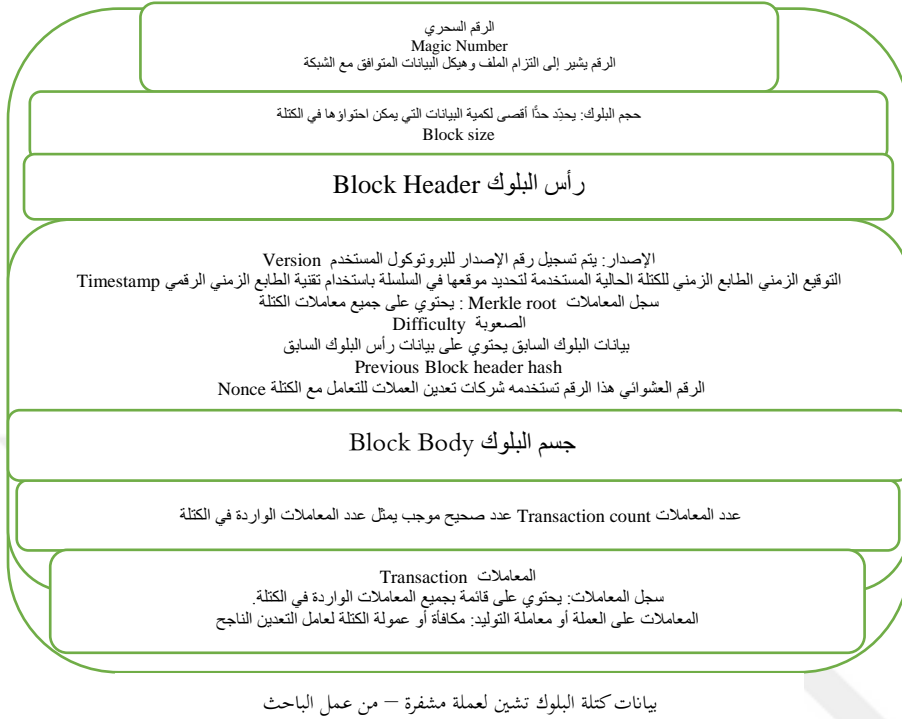 الرقم السحري
Magic Number
الرقم يشير إلى التزام الملف وهيكل البيانات المتوافق مع الشبكة
حجم البلوك: يحدِّد حدًّا أقصى لكمية البيانات التي يمكن احتواؤها في الكتلة
Block size
رأس البلوك Block Header
الإصدار: يتم تسجيل رقم الإصدار للبروتوكول المستخدم Version
التوقيع الزمني الطابع الزمني للكتلة الحالية المستخدمة لتحديد موقعها في السلسلة باستخدام تقنية الطابع الزمني الرقمي Timestamp
سجل المعاملات Merkle root : يحتوي على جميع معاملات الكتلة
الصعوبة Difficulty
بيانات البلوك السابق يحتوي على بيانات رأس البلوك السابق
Previous Block header hash
الرقم العشوائي هذا الرقم تستخدمه شركات تعدين العملات للتعامل مع الكتلة Nonce
جسم البلوك Block Body
عدد المعاملات Transaction count عدد صحيح موجب يمثل عدد المعاملات الواردة في الكتلة
المعاملات Transaction
سجل المعاملات: يحتوي على قائمة بجميع المعاملات الواردة في الكتلة.
المعاملات على العملة أو معاملة التوليد: مكافأة أو عمولة الكتلة لعامل التعدين الناجح
بيانات كتلة البلوك تشين لعملة مشفرة – من عمل الباحث